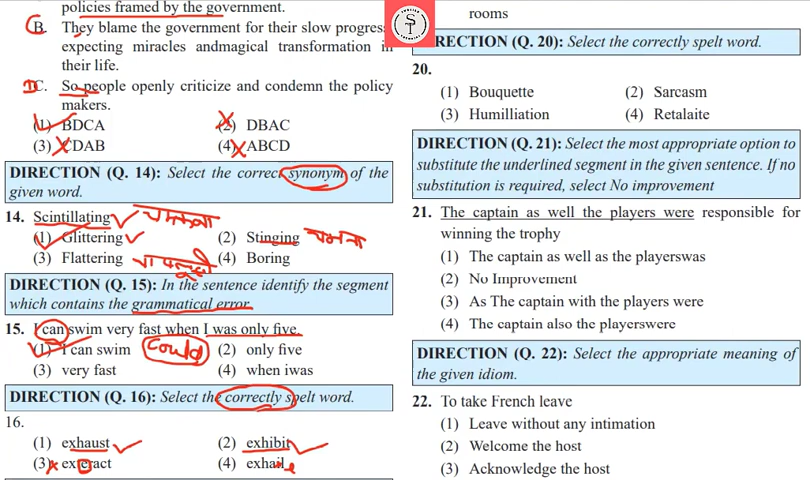 policies framed by the government.
B. They blame the government for their slow progress
expecting miracles andmagical transformation in
their life.
D C. So people openly criticize and condemn the policy
makers.
(1) BDCA (2) DBAC
(3) CDAB (4) ABCD
DIRECTION (Q. 14): Select the correct synonym of the
given word.
14. Scintillating
(1) Glittering (2) Stinging
(3) Flattering (4) Boring
DIRECTION (Q. 15): In the sentence identify the segment
which contains the grammatical error.
15. I can swim very fast when I was only five.
(1) I can swim Could (2) only five
(3) very fast (4) when iwas
DIRECTION (Q. 16): Select the correctly spelt word.
16.
(1) exhaust (2) exhibit
(3) exteract (4) exhail e
rooms
RECTION (Q. 20): Select the correctly spelt word.
20.
(1) Bouquette (2) Sarcasm
(3) Humilliation (4) Retalaite
DIRECTION (Q. 21): Select the most appropriate option to
substitute the underlined segment in the given sentence. If no
substitution is required, select No improvement
21. The captain as well the players were responsible for
winning the trophy
(1) The captain as well as the playerswas
(2) No Improvement
(3) As The captain with the players were
(4) The captain also the playerswere
DIRECTION (Q. 22): Select the appropriate meaning of
the given idiom.
22. To take French leave
(1) Leave without any intimation
(2) Welcome the host
(3) Acknowledge the host